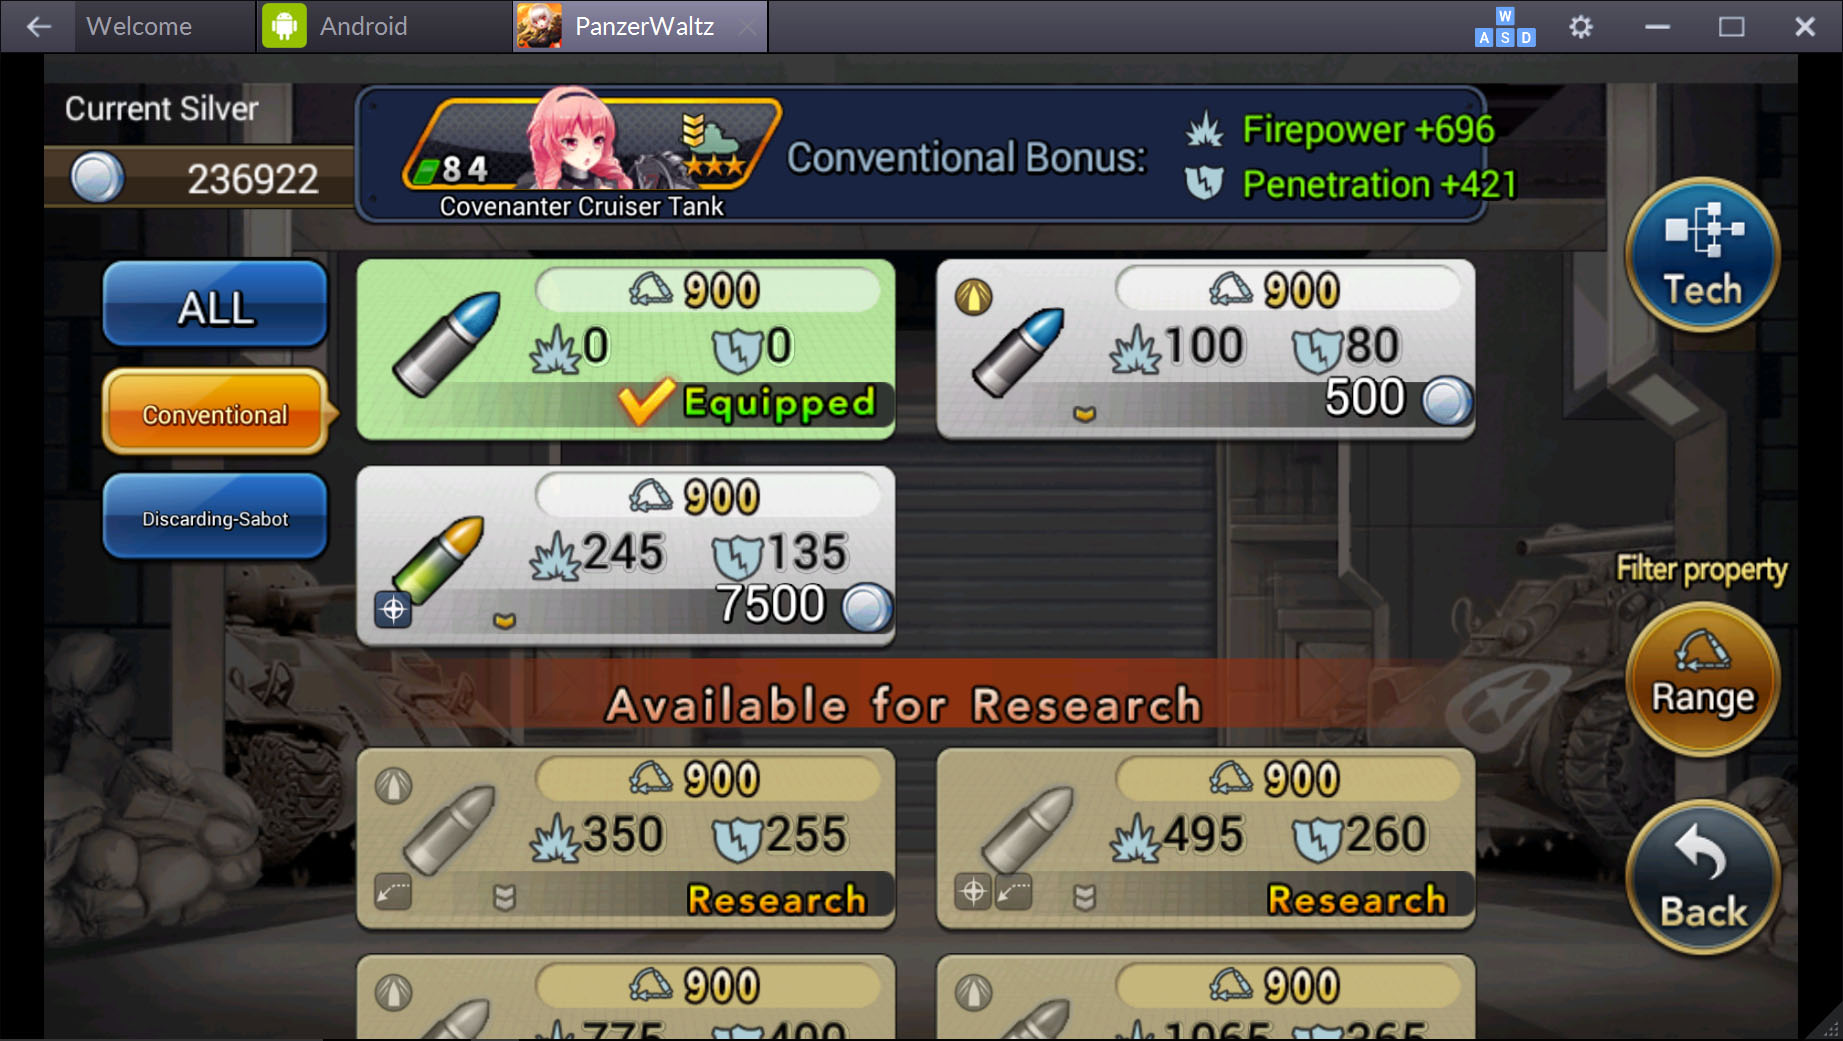 Welcome
Android
PanzerWaltz
W
A S D
Current Silver
236922
84
Covenanter Cruiser Tank
Conventional Bonus:
Firepower +696
Penetration +421
Tech
ALL
Conventional
Discarding-Sabot
900
0 0
Equipped
900
100 80
500
900
245 135
7500
Filter property
Range
Back
Available for Research
900
350 255
Research
900
495 260
Research
900
775 400
900
1065 365